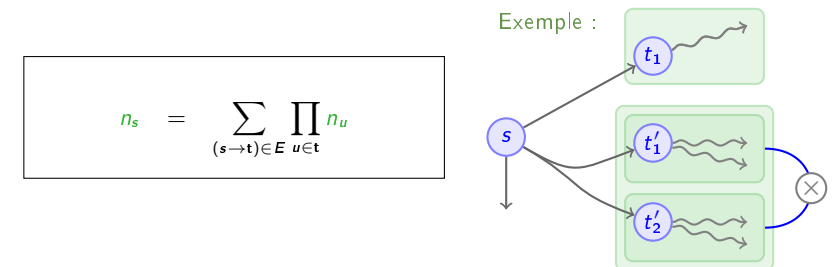 Exemple :
n_s = ∑_{(s→t)∈E} ∏_{u∈t} n_u
t_1
s
t'_1
t'_2
⊗